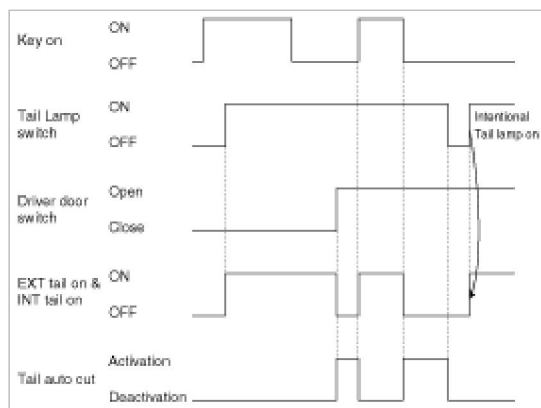 Key on
ON
OFF
Tail Lamp
switch
ON
OFF
Intentional
Tail lamp on
Driver door
switch
Open
Close
EXT tail on &
INT tail on
ON
OFF
Tail auto cut
Activation
Deactivation